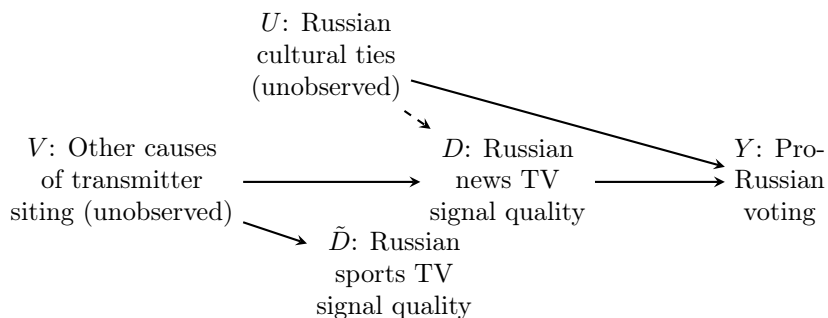 U: Russian
cultural ties
(unobserved)
V: Other causes
of transmitter
siting (unobserved)
D: Russian
news TV
signal quality
Y: Pro-
Russian
voting
D̃: Russian
sports TV
signal quality